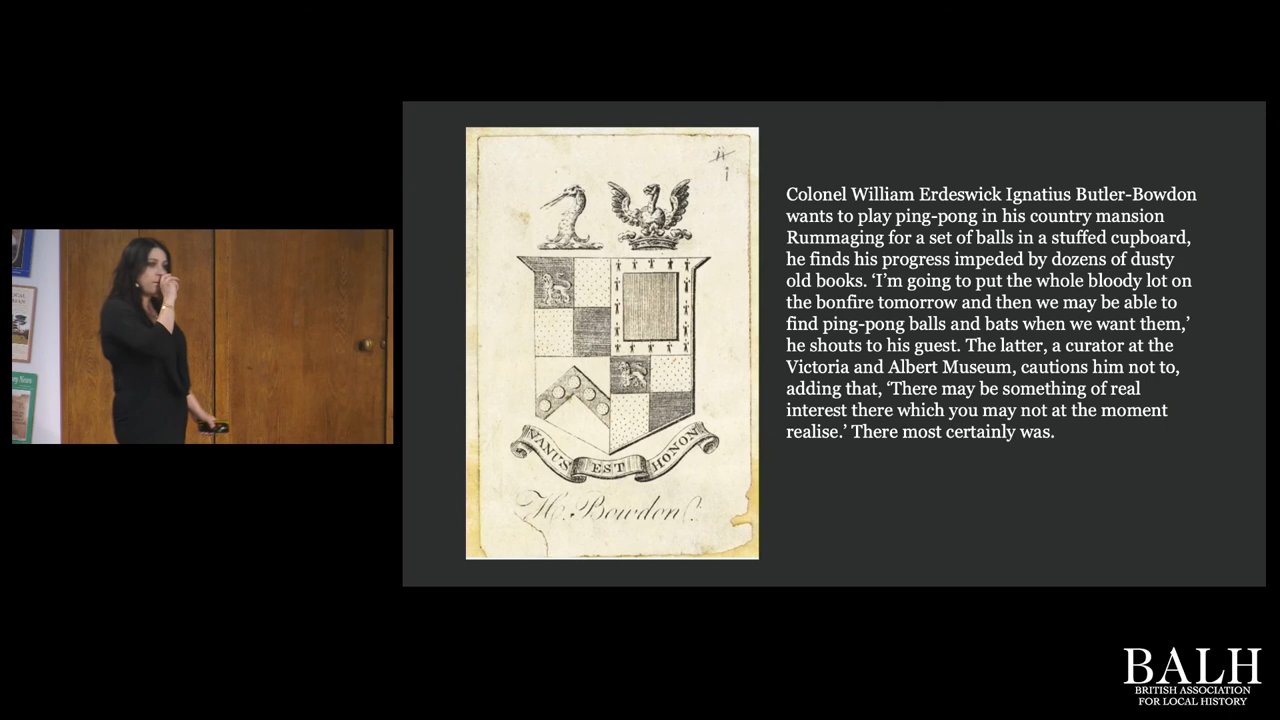 Colonel William Erdeswick Ignatius Butler-Bowdon
wants to play ping-pong in his country mansion
Rummaging for a set of balls in a stuffed cupboard,
he finds his progress impeded by dozens of dusty
old books. ‘I’m going to put the whole bloody lot on
the bonfire tomorrow and then we may be able to
find ping-pong balls and bats when we want them,’
he shouts to his guest. The latter, a curator at the
Victoria and Albert Museum, cautions him not to,
adding that, ‘There may be something of real
interest there which you may not at the moment
realise.’ There most certainly was.
VANUS EST HONON
H. Bowdon
BALH
BRITISH ASSOCIATION
FOR LOCAL HISTORY